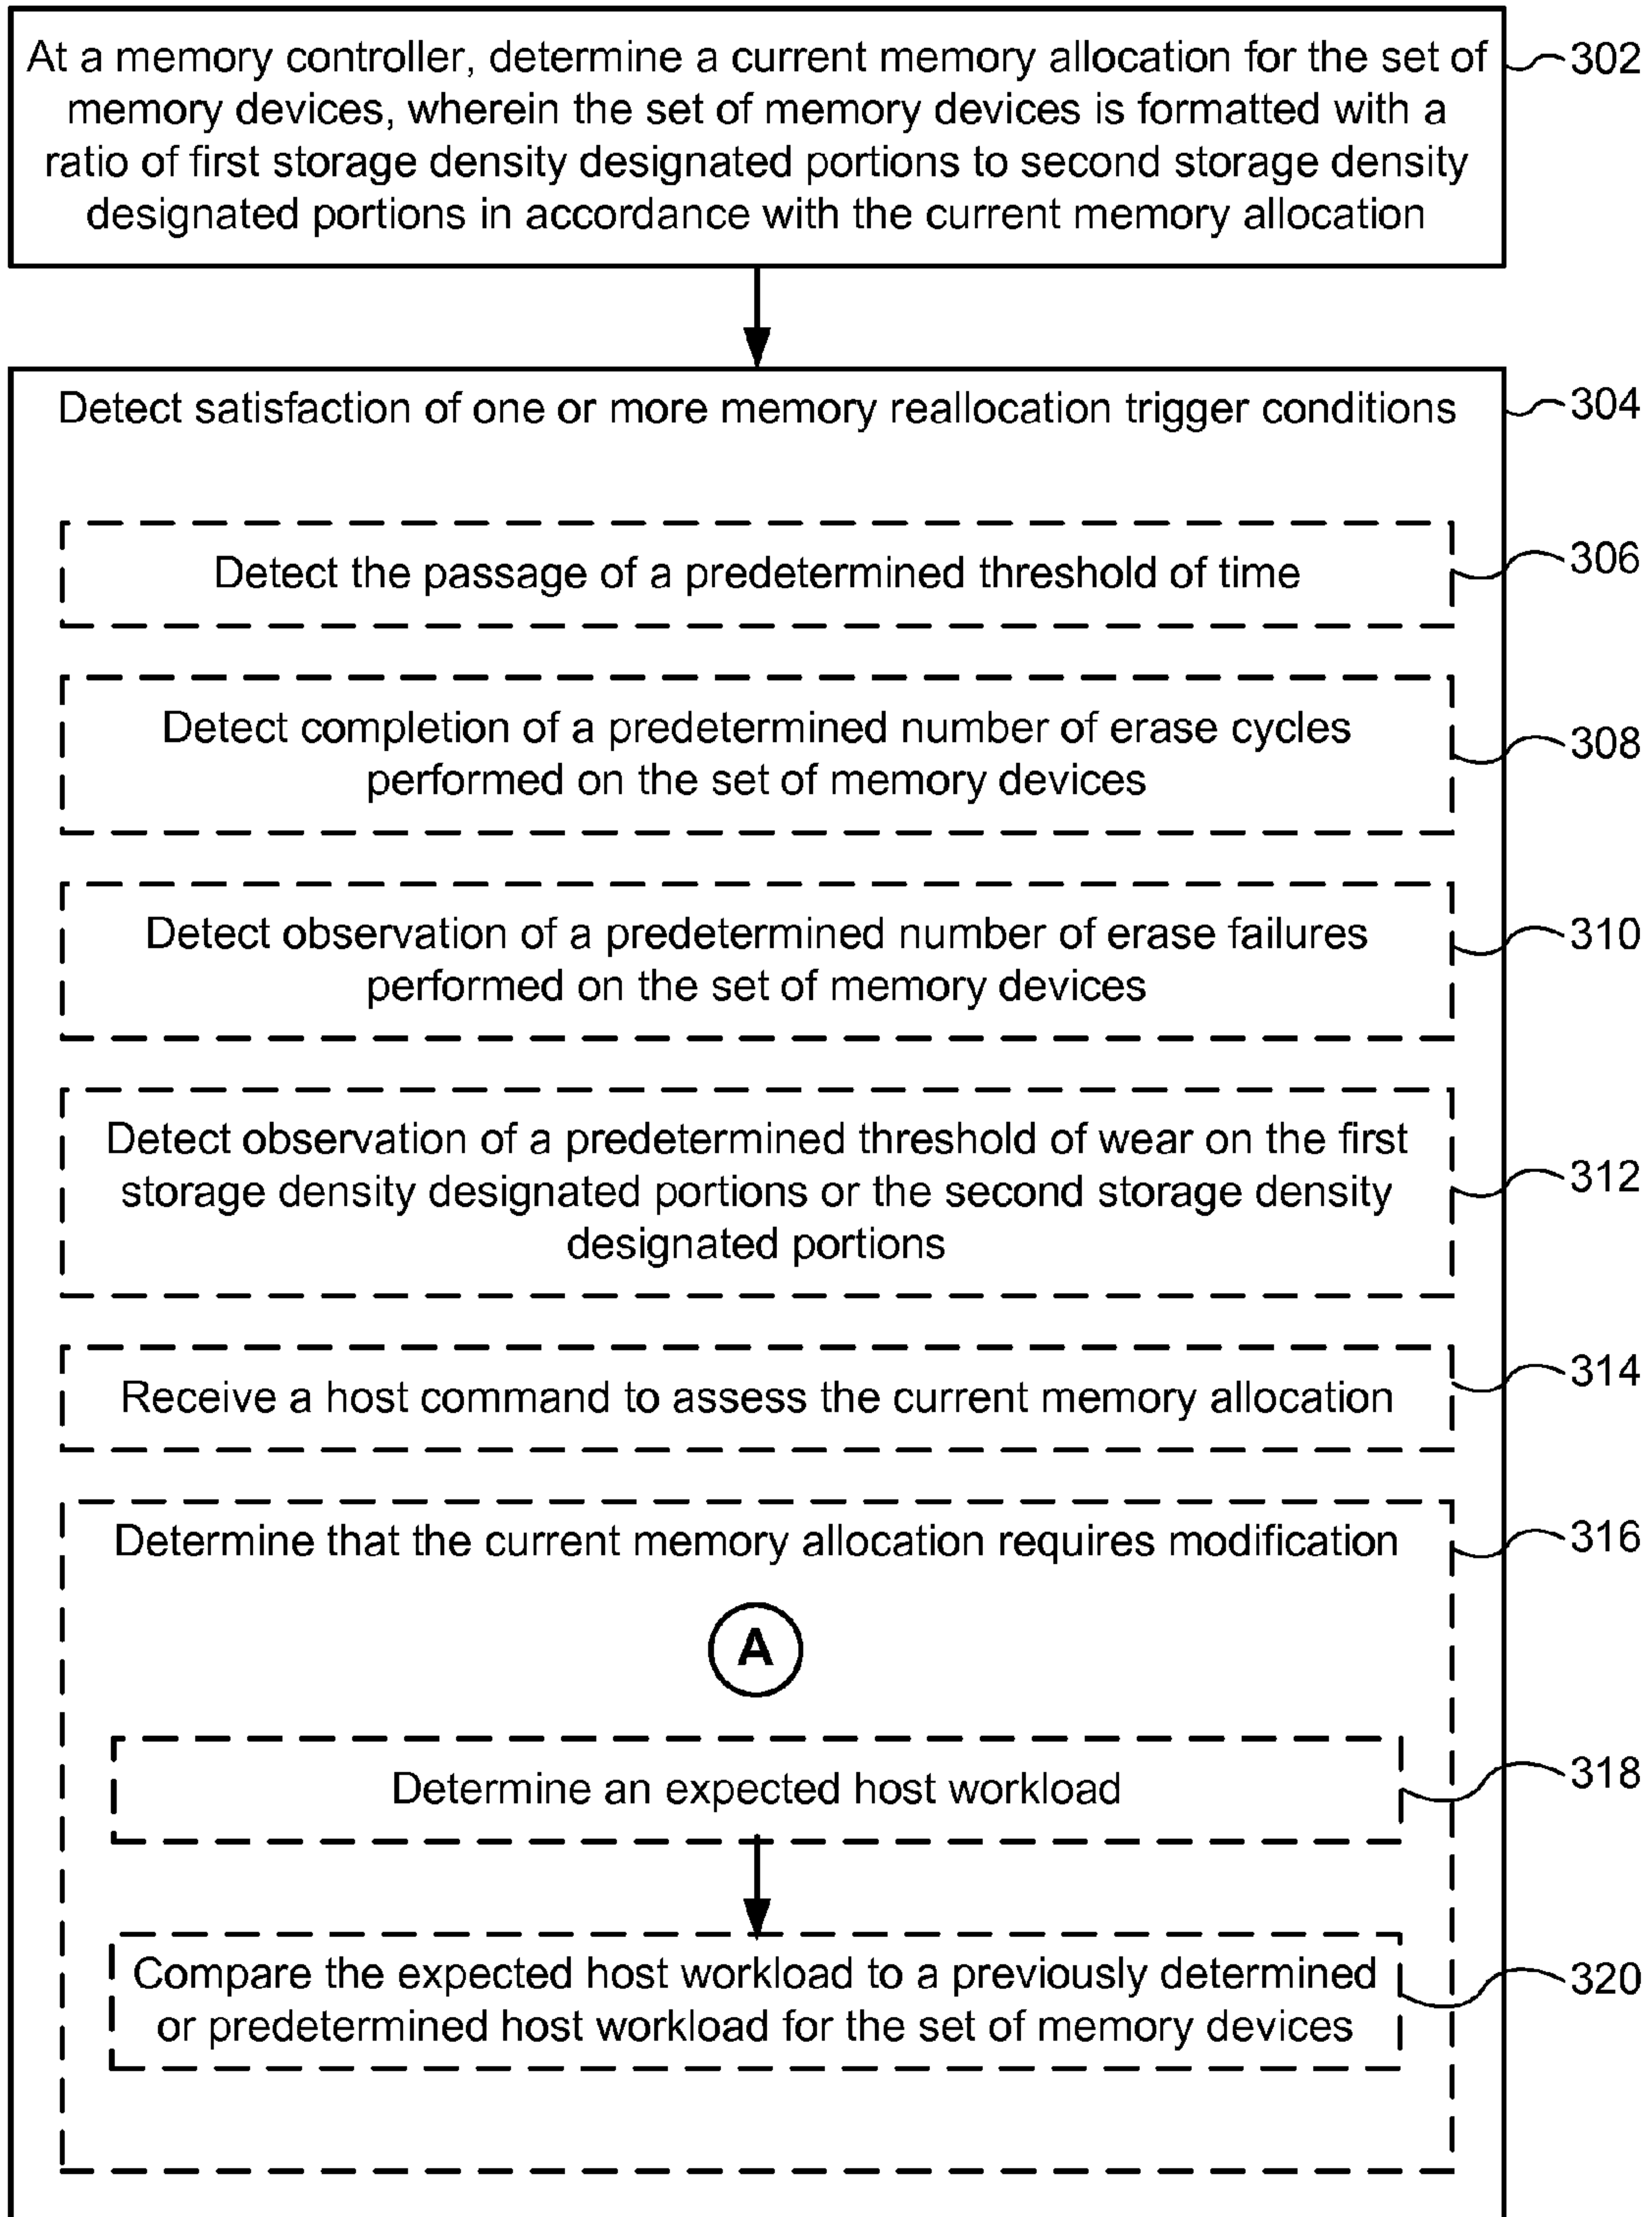 At a memory controller, determine a current memory allocation for the set of
memory devices, wherein the set of memory devices is formatted with a
ratio of first storage density designated portions to second storage density
designated portions in accordance with the current memory allocation
302
Detect satisfaction of one or more memory reallocation trigger conditions
304
Detect the passage of a predetermined threshold of time
306
Detect completion of a predetermined number of erase cycles
performed on the set of memory devices
308
Detect observation of a predetermined number of erase failures
performed on the set of memory devices
310
Detect observation of a predetermined threshold of wear on the first
storage density designated portions or the second storage density
designated portions
312
Receive a host command to assess the current memory allocation
314
Determine that the current memory allocation requires modification
316
A
Determine an expected host workload
318
Compare the expected host workload to a previously determined
or predetermined host workload for the set of memory devices
320